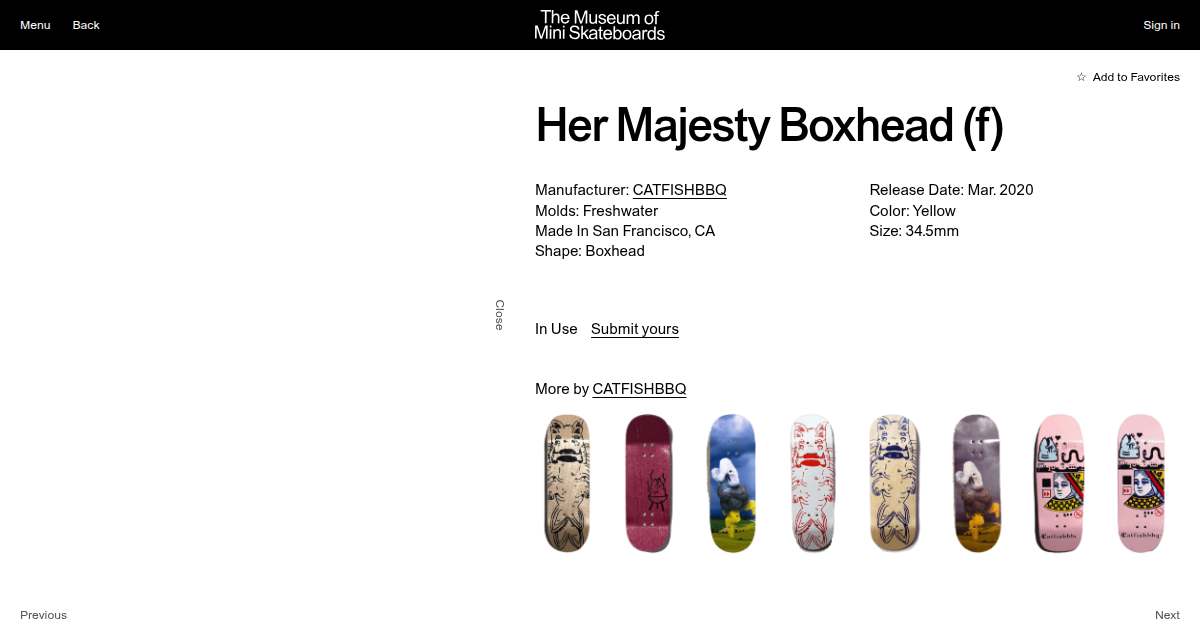 Menu
Back
The Museum of
Mini Skateboards
Sign in
☆ Add to Favorites
Her Majesty Boxhead (f)
Manufacturer: CATFISHBBQ
Molds: Freshwater
Made In San Francisco, CA
Shape: Boxhead
Release Date: Mar. 2020
Color: Yellow
Size: 34.5mm
Close
In Use Submit yours
More by CATFISHBBQ
Previous
Next